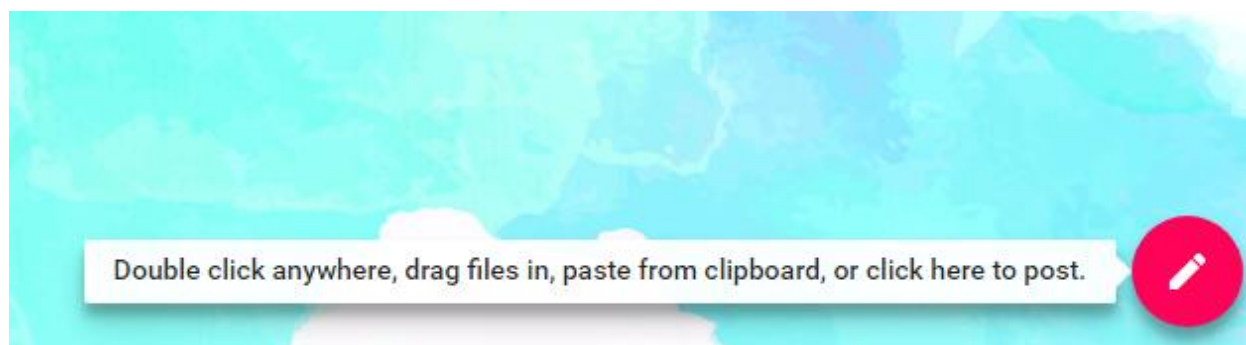 Double click anywhere, drag files in, paste from clipboard, or click here to post.